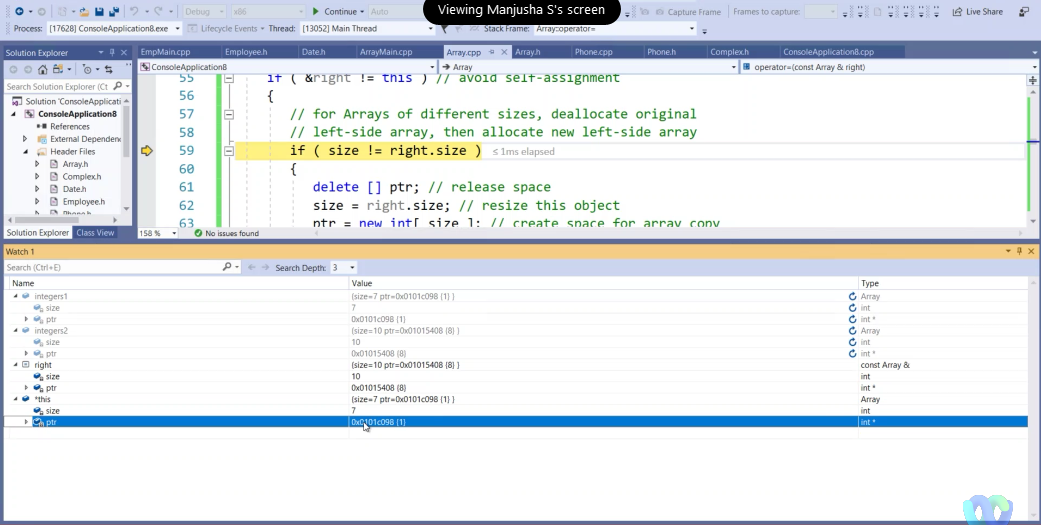 Viewing Manjusha S's screen
Debug x86 Continue Auto Capture Frame Frames to capture: Live Share
Process: [17628] ConsoleApplication8.exe Lifecycle Events Thread: [13052] Main Thread Stack Frame: Array::operator=
Solution Explorer
EmpMain.cpp Employee.h Date.h ArrayMain.cpp Array.cpp Array.h Phone.cpp Phone.h Complex.h ConsoleApplication8.cpp
ConsoleApplication8 Array operator=(const Array & right)
Search Solution Explorer (Ct
Solution 'ConsoleApplicati
ConsoleApplication8
References
External Dependen
Header Files
Array.h
Complex.h
Date.h
Employee.h
Phone.h
55 if ( &right != this ) // avoid self-assignment
56 {
57 // for Arrays of different sizes, deallocate original
58 // left-side array, then allocate new left-side array
59 if ( size != right.size ) ≤ 1ms elapsed
60 {
61 delete [] ptr; // release space
62 size = right.size; // resize this object
63 ptr = new int[ size ]; // create space for array copy
Solution Explorer Class View
158 % No issues found
Watch 1
Search (Ctrl+E) Search Depth: 3
Name Value Type
integers1 {size=7 ptr=0x0101c098 {1} } Array
size 7 int
ptr 0x0101c098 {1} int *
integers2 {size=10 ptr=0x01015408 {8} } Array
size 10 int
ptr 0x01015408 {8} int *
right {size=10 ptr=0x01015408 {8} } const Array &
size 10 int
ptr 0x01015408 {8} int *
*this {size=7 ptr=0x0101c098 {1} } Array
size 7 int
ptr 0x0101c098 {1} int *